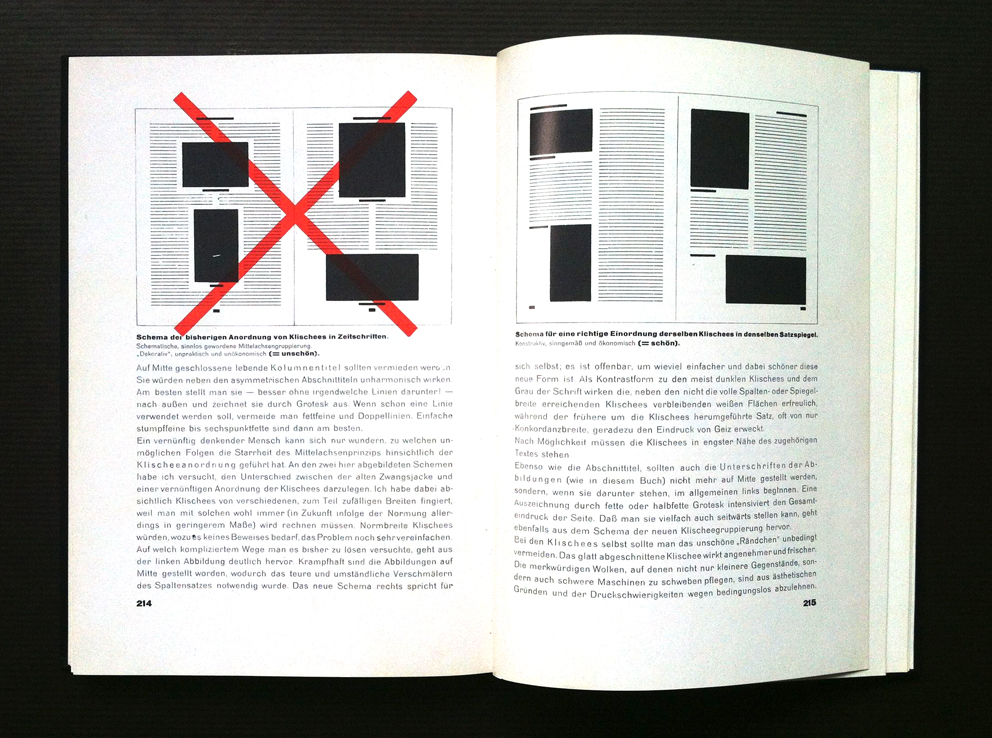 Schema der bisherigen Anordnung von Klischees in Zeitschriften.
Schematische, sinnlos gewordene Mittelachsengruppierung.
„Dekorativ“, unpraktisch und unökonomisch (= unschön).
Auf Mitte geschlossene lebende Kolumnentitel sollten vermieden werden.
Sie würden neben den asymmetrischen Abschnittiteln unharmonisch wirken.
Am besten stellt man sie — besser ohne irgendwelche Linien darunter! —
nach außen und zeichnet sie durch Grotesk aus. Wenn schon eine Linie
verwendet werden soll, vermeide man fettfeine und Doppellinien. Einfache
stumpffeine bis sechspunktfette sind dann am besten.
Ein vernünftig denkender Mensch kann sich nur wundern, zu welchen un-
möglichen Folgen die Starrheit des Mittelachsenprinzips hinsichtlich der
Klischeeanordnung geführt hat. An den zwei hier abgebildeten Schemen
habe ich versucht, den Unterschied zwischen der alten Zwangsjacke und
einer vernünftigen Anordnung der Klischees darzulegen. Ich habe dabei ab-
sichtlich Klischees von verschiedenen, zum Teil zufälligen Breiten fingiert,
weil man mit solchen wohl immer (in Zukunft infolge der Normung aller-
dings in geringerem Maße) wird rechnen müssen. Normbreite Klischees
würden, wozu es keines Beweises bedarf, das Problem noch sehr vereinfachen.
Auf welch kompliziertem Wege man es bisher zu lösen versuchte, geht aus
der linken Abbildung deutlich hervor. Krampfhaft sind die Abbildungen auf
Mitte gestellt worden, wodurch das teure und umständliche Verschmälern
des Spaltensatzes notwendig wurde. Das neue Schema rechts spricht für
214
Schema für eine richtige Einordnung derselben Klischees in denselben Satzspiegel.
Konstruktiv, sinngemäß und ökonomisch (= schön).
sich selbst; es ist offenbar, um wieviel einfacher und dabei schöner diese
neue Form ist. Als Kontrastform zu den meist dunklen Klischees und dem
Grau der Schrift wirken die, neben den nicht die volle Spalten- oder Spiegel-
breite erreichenden Klischees verbleibenden weißen Flächen erfreulich,
während der frühere um die Klischees herumgeführte Satz, oft von nur
Konkordanzbreite, geradezu den Eindruck von Geiz erweckt.
Nach Möglichkeit müssen die Klischees in engster Nähe des zugehörigen
Textes stehen.
Ebenso wie die Abschnittitel, sollten auch die Unterschriften der Ab-
bildungen (wie in diesem Buch) nicht mehr auf Mitte gestellt werden,
sondern, wenn sie darunter stehen, im allgemeinen links beginnen. Eine
Auszeichnung durch fette oder halbfette Grotesk intensiviert den Gesamt-
eindruck der Seite. Daß man sie vielfach auch seitwärts stellen kann, geht
ebenfalls aus dem Schema der neuen Klischeegruppierung hervor.
Bei den Klischees selbst sollte man das unschöne „Rändchen“ unbedingt
vermeiden. Das glatt abgeschnittene Klischee wirkt angenehmer und frischer.
Die merkwürdigen Wolken, auf denen nicht nur kleinere Gegenstände, son-
dern auch schwere Maschinen zu schweben pflegen, sind aus ästhetischen
Gründen und der Druckschwierigkeiten wegen bedingungslos abzulehnen.
215